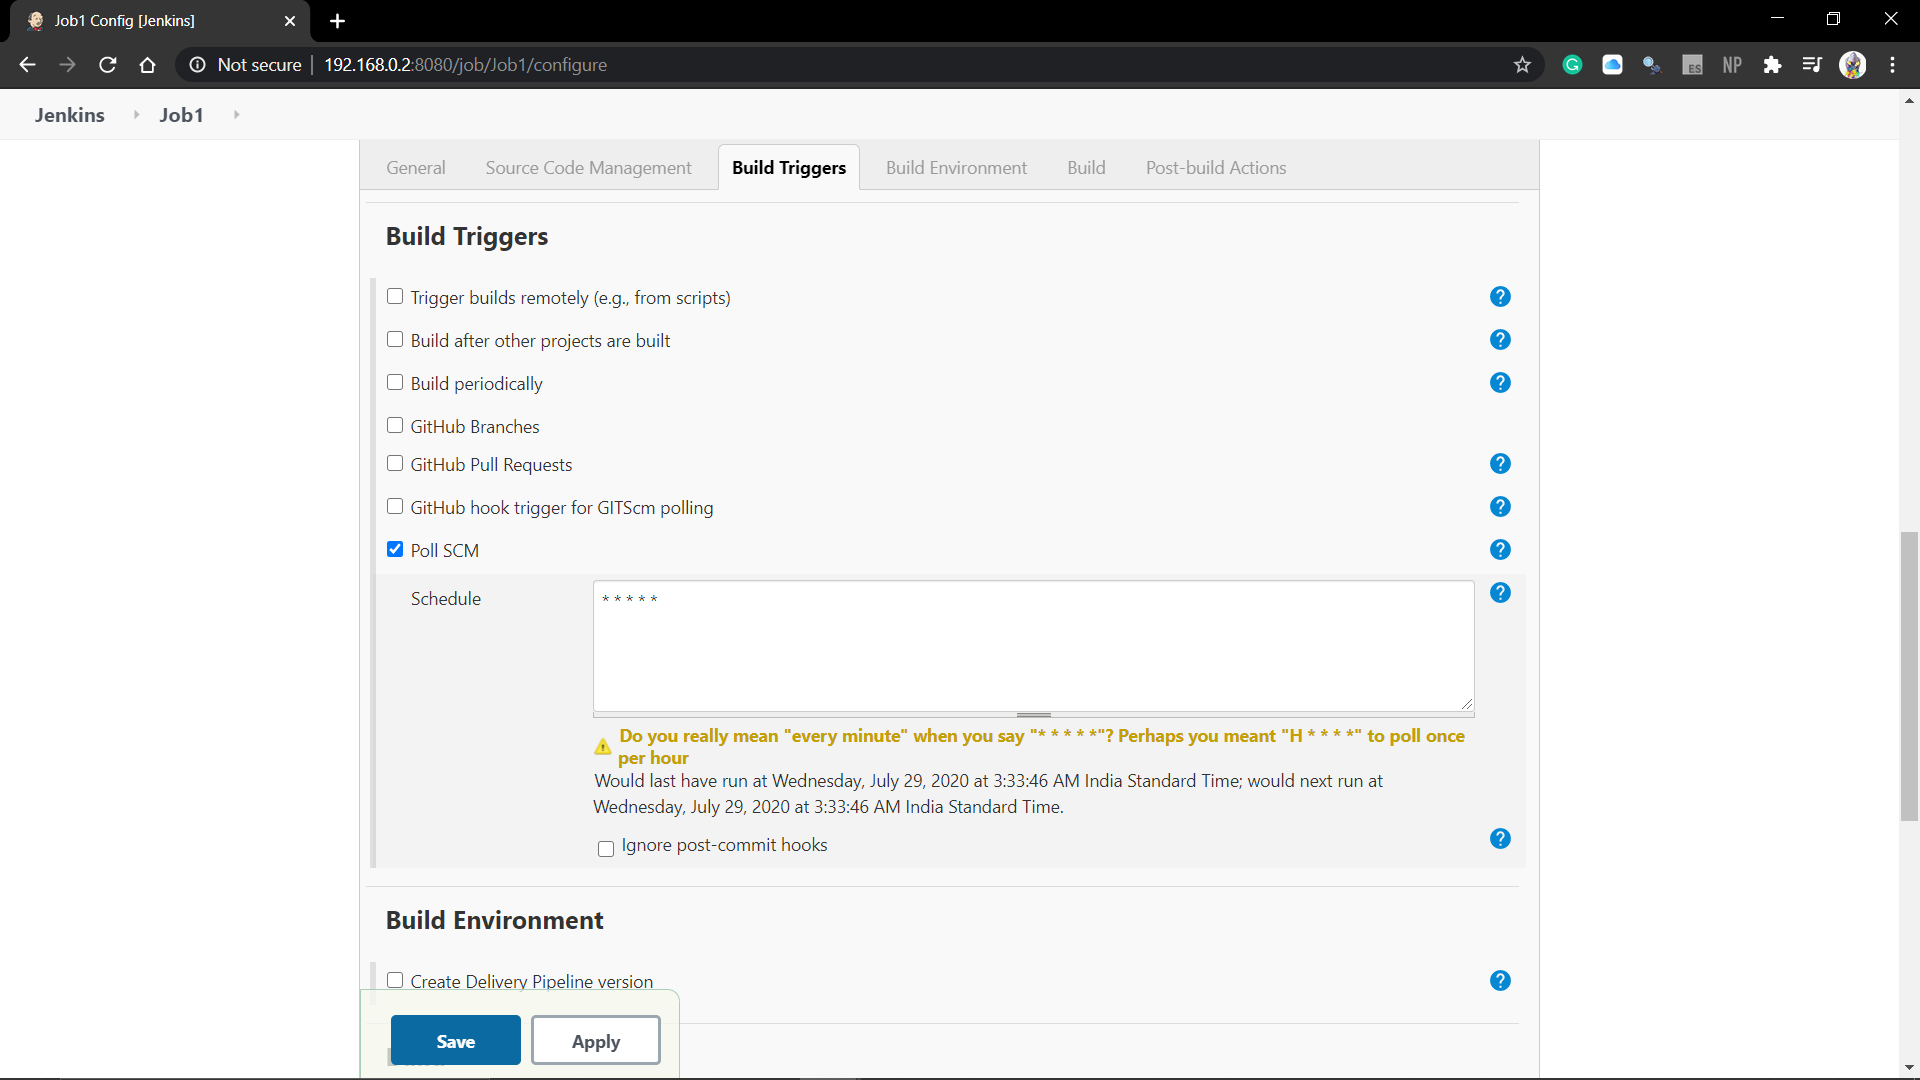 Job1 Config [Jenkins]
Not secure | 192.168.0.2:8080/job/Job1/configure
ES
NP
Jenkins
Job1
General
Source Code Management
Build Triggers
Build Environment
Build
Post-build Actions
Build Triggers
Trigger builds remotely (e.g., from scripts)
Build after other projects are built
Build periodically
GitHub Branches
GitHub Pull Requests
GitHub hook trigger for GITScm polling
Poll SCM
Schedule
* * * * *
Do you really mean "every minute" when you say "* * * * *"? Perhaps you meant "H * * * *" to poll once
per hour
Would last have run at Wednesday, July 29, 2020 at 3:33:46 AM India Standard Time; would next run at
Wednesday, July 29, 2020 at 3:33:46 AM India Standard Time.
Ignore post-commit hooks
Build Environment
Create Delivery Pipeline version
Save
Apply